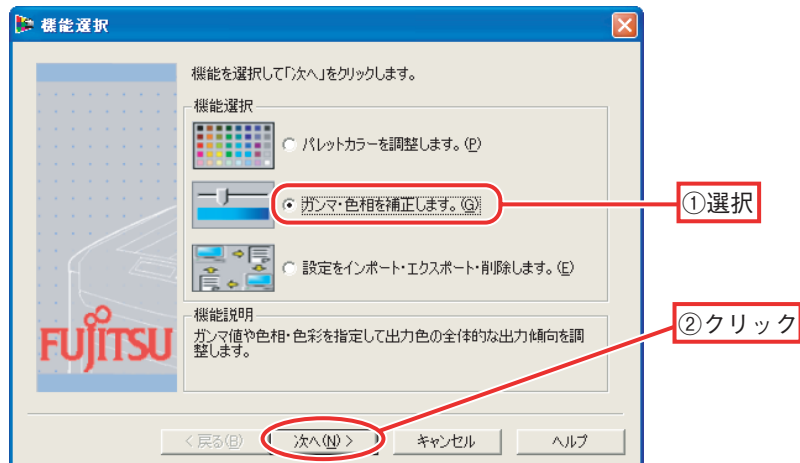 機能選択
機能を選択して「次へ」をクリックします。
機能選択
パレットカラーを調整します。(P)
ガンマ・色相を補正します。(G)
①選択
設定をインポート・エクスポート・削除します。(E)
機能説明
ガンマ値や色相・色彩を指定して出力色の全体的な出力傾向を調
整します。
②クリック
FUJITSU
< 戻る(B)
次へ(N) >
キャンセル
ヘルプ